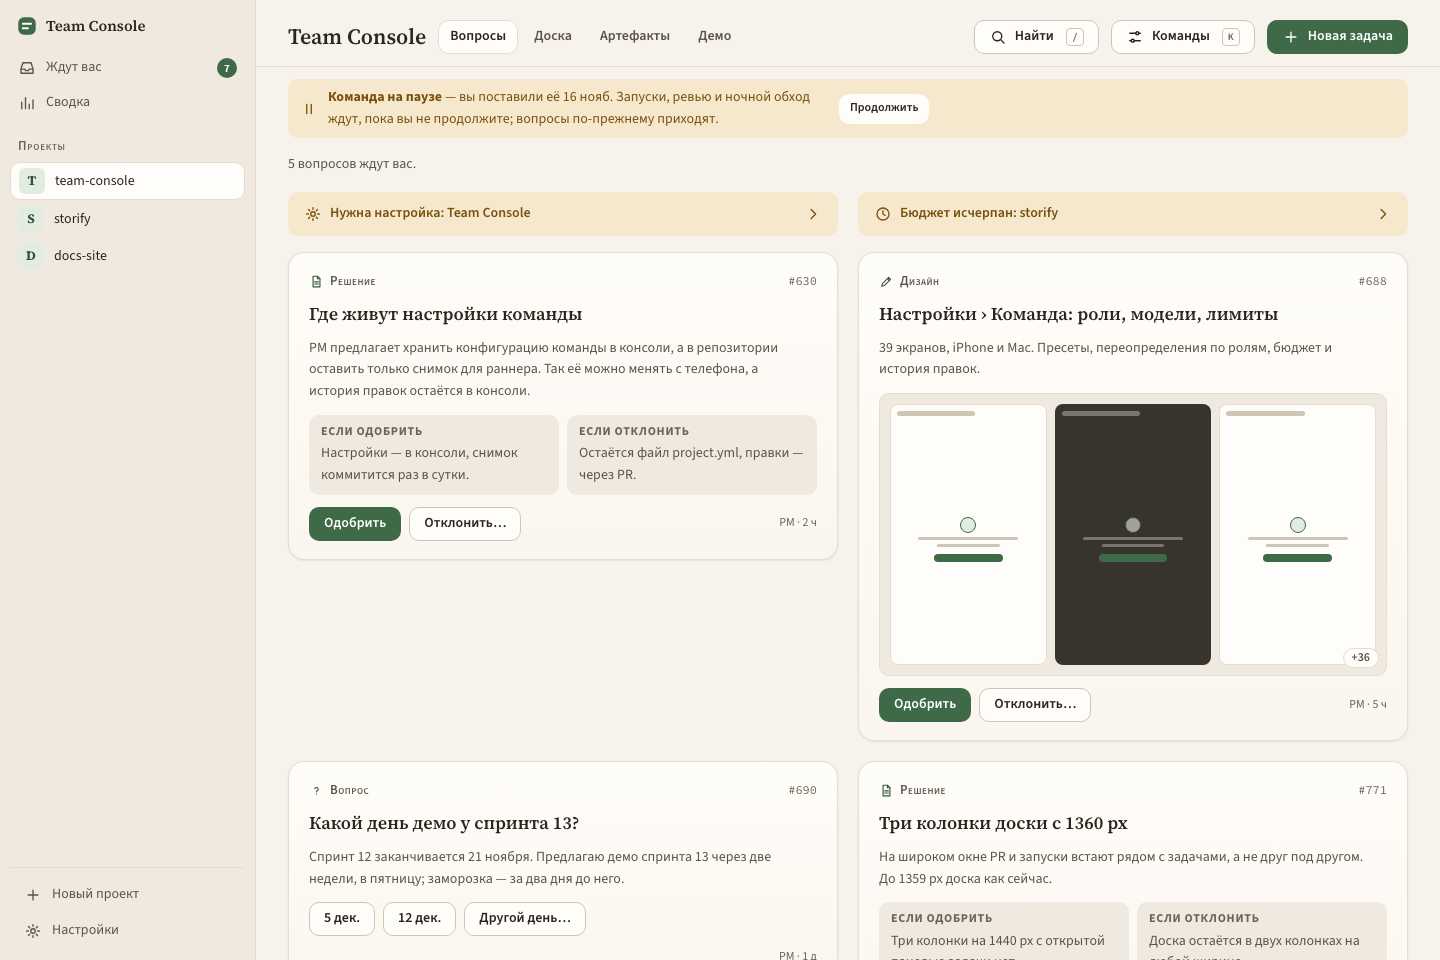 Team Console
Ждут вас
7
Сводка
Проекты
T team-console
S storify
D docs-site
Новый проект
Настройки
Team Console
Вопросы
Доска
Артефакты
Демо
Найти /
Команды K
Новая задача
Команда на паузе — вы поставили её 16 нояб. Запуски, ревью и ночной обход
ждут, пока вы не продолжите; вопросы по-прежнему приходят.
Продолжить
5 вопросов ждут вас.
Нужна настройка: Team Console
Бюджет исчерпан: storify
Решение
#630
Где живут настройки команды
PM предлагает хранить конфигурацию команды в консоли, а в репозитории
оставить только снимок для раннера. Так её можно менять с телефона, а
история правок остаётся в консоли.
ЕСЛИ ОДОБРИТЬ
Настройки — в консоли, снимок
коммитится раз в сутки.
ЕСЛИ ОТКЛОНИТЬ
Остаётся файл project.yml, правки —
через PR.
Одобрить
Отклонить…
PM · 2 ч
Дизайн
#688
Настройки › Команда: роли, модели, лимиты
39 экранов, iPhone и Mac. Пресеты, переопределения по ролям, бюджет и
история правок.
+36
Одобрить
Отклонить…
PM · 5 ч
? Вопрос
#690
Какой день демо у спринта 13?
Спринт 12 заканчивается 21 ноября. Предлагаю демо спринта 13 через две
недели, в пятницу; заморозка — за два дня до него.
5 дек.
12 дек.
Другой день…
PM · 1 д
Решение
#771
Три колонки доски с 1360 px
На широком окне PR и запуски встают рядом с задачами, а не друг под другом.
До 1359 px доска как сейчас.
ЕСЛИ ОДОБРИТЬ
Три колонки на 1440 px с открытой
ЕСЛИ ОТКЛОНИТЬ
Доска остаётся в двух колонках на